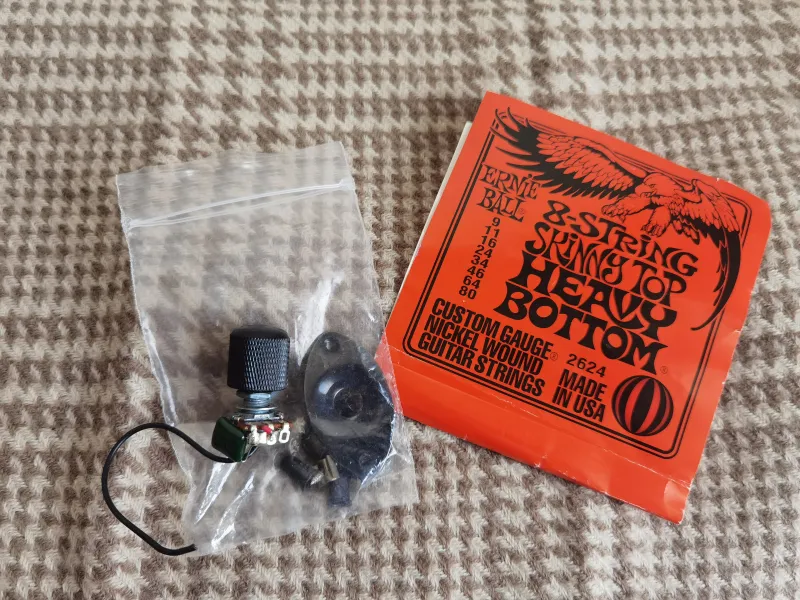 ERNIE
BALL
9
11
16
24
34
46
64
80
8-STRING
SKINNY TOP
HEAVY
BOTTOM®
CUSTOM GAUGE®
NICKEL WOUND
GUITAR STRINGS
2624
MADE
IN USA